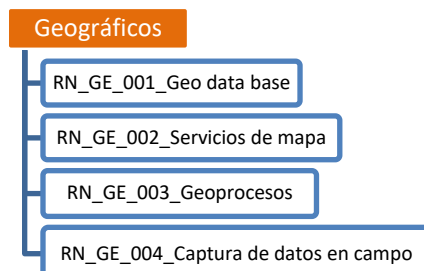 Geográficos
RN_GE_001_Geo data base
RN_GE_002_Servicios de mapa
RN_GE_003_Geoprocesos
RN_GE_004_Captura de datos en campo